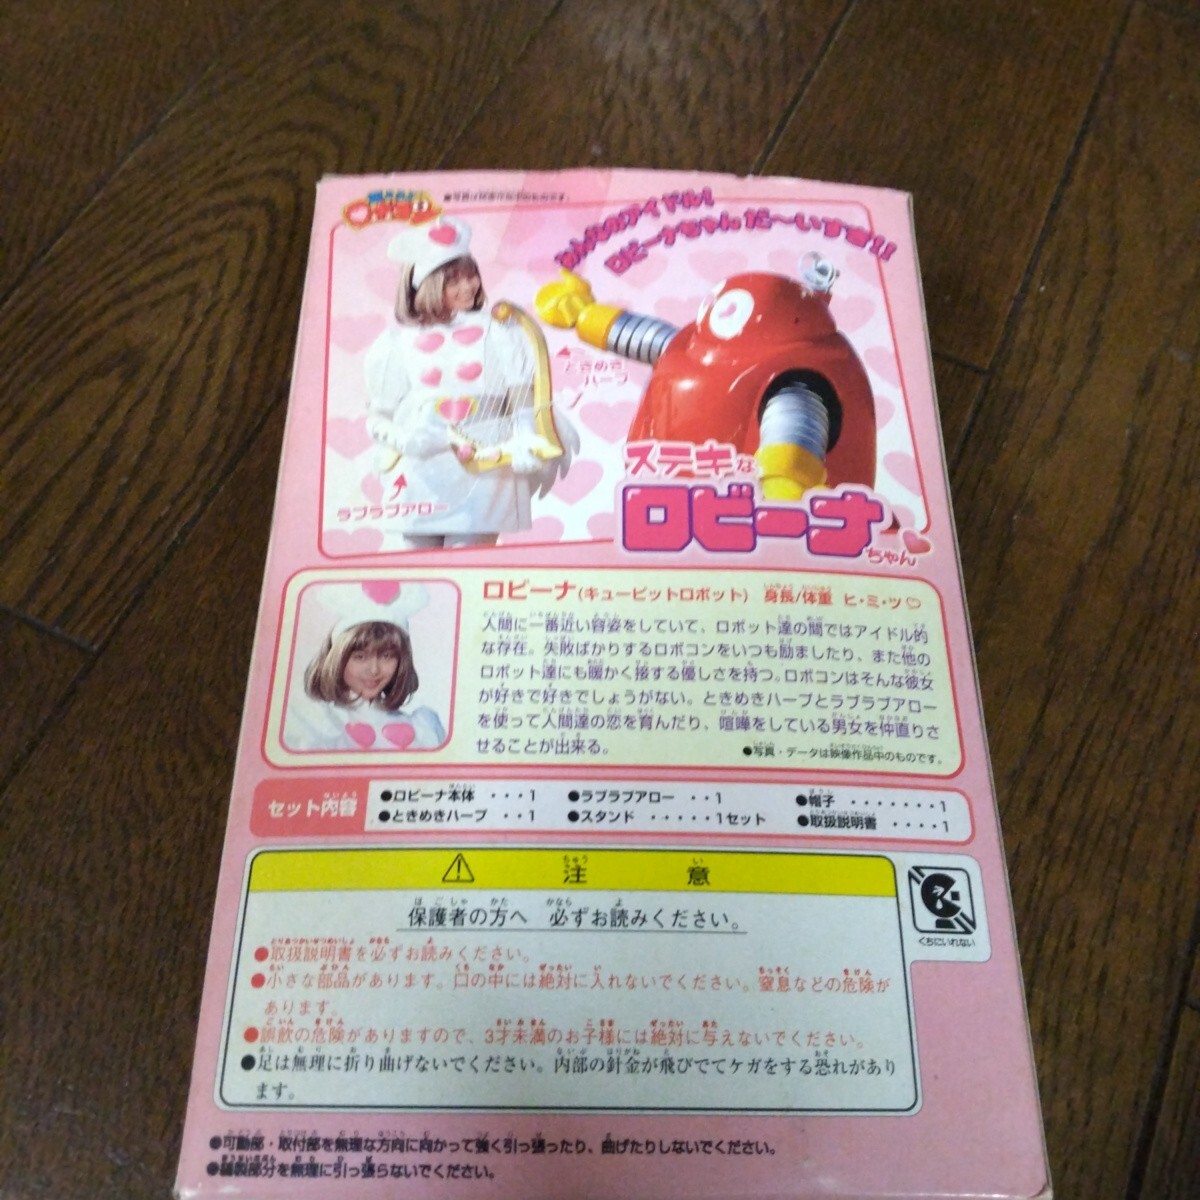 みんなのアイドル!
ロビーナちゃん だ〜いすき!!
ときめき
ハープ
ラブラブアロー
ステキな
ロビーナ
ちゃん
ロビーナ(キューピットロボット) 身長/体重 ヒ・ミ・ツ♡
人間に一番近い容姿をしていて、ロボット達の間ではアイドル的
な存在。失敗ばかりするロボコンをいつも励ましたり、また他の
ロボット達にも暖かく接する優しさを持つ。ロボコンはそんな彼女
が好きで好きでしょうがない。ときめきハープとラブラブアロー
を使って人間達の恋を育んだり、喧嘩をしている男女を仲直りさ
せることが出来る。
●写真・データは映像作品中のものです。
セット内容
●ロビーナ本体 ・・・1 ●ラブラブアロー ・・1 ●帽子 ・・・・・・・1
●ときめきハープ ・・1 ●スタンド ・・・・・1セット ●取扱説明書 ・・・・1
⚠ 注意
保護者の方へ 必ずお読みください。
●取扱説明書を必ずお読みください。
●小さな部品があります。口の中には絶対に入れないでください。窒息などの危険が
あります。
●誤飲の危険がありますので、3才未満のお子様には絶対に与えないでください。
●足は無理に折り曲げないでください。内部の針金が飛びでてケガをする恐れがあり
ます。
くちにいれない
●可動部・取付部を無理な方向に向かって強く引っ張ったり、曲げたりしないでください。
●縫製部分を無理に引っ張らないでください。